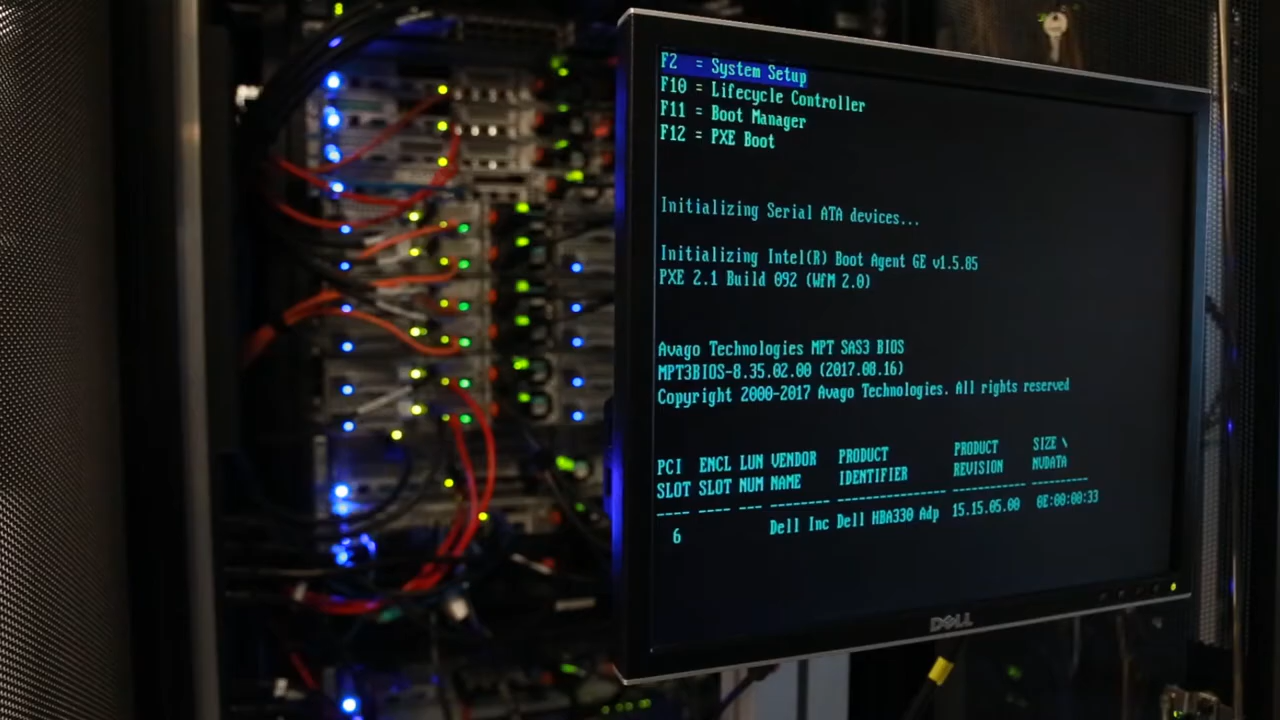 F2 = System Setup
F10 = Lifecycle Controller
F11 = Boot Manager
F12 = PXE Boot
Initializing Serial ATA devices...
Initializing Intel(R) Boot Agent GE v1.5.85
PXE 2.1 Build 092 (WfM 2.0)
Avago Technologies MPT SAS3 BIOS
MPT3BIOS-8.35.02.00 (2017.08.16)
Copyright 2000-2017 Avago Technologies. All rights reserved
PCI ENCL LUN VENDOR PRODUCT PRODUCT SIZE \
SLOT SLOT NUM NAME IDENTIFIER REVISION NVDATA
---- ---- --- -------- ---------------- ---------- ---------
6 Dell Inc Dell HBA330 Adp 15.15.05.00 0E:00:00:33
DELL